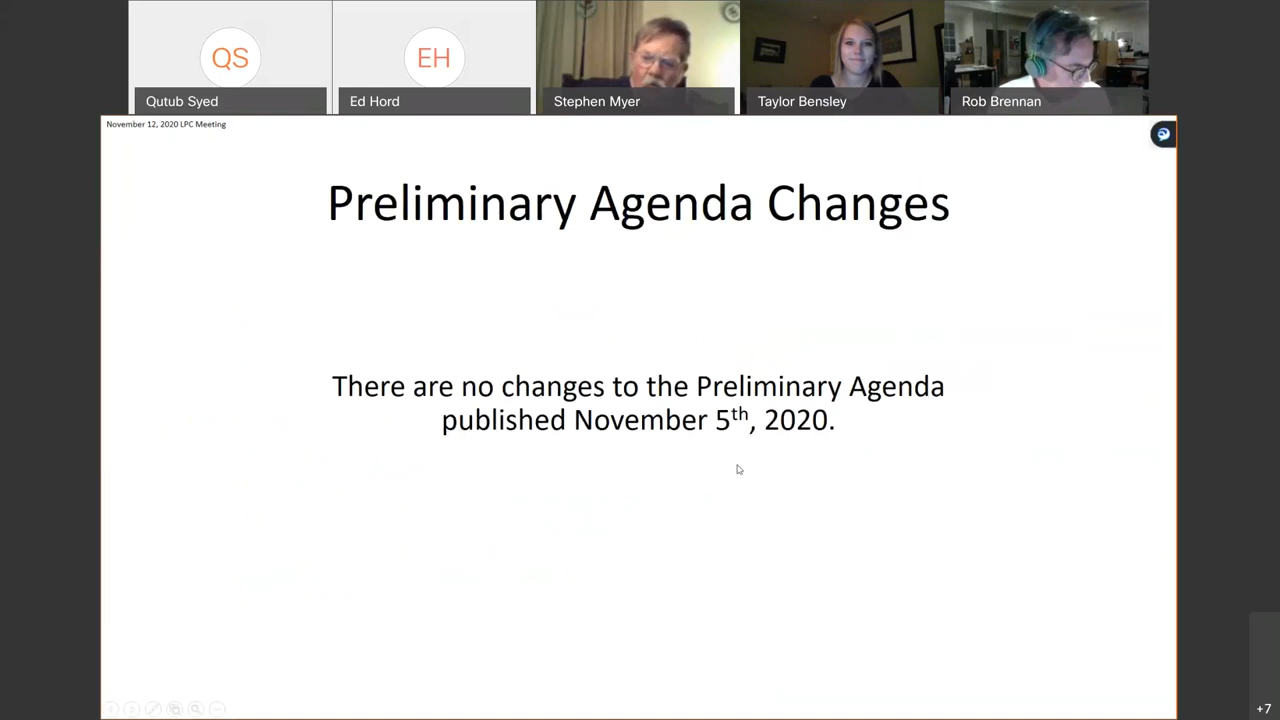 QS
EH
Qutub Syed
Ed Hord
Stephen Myer
Taylor Bensley
Rob Brennan
November 12, 2020 LPC Meeting
Preliminary Agenda Changes
There are no changes to the Preliminary Agenda
published November 5th, 2020.
+7